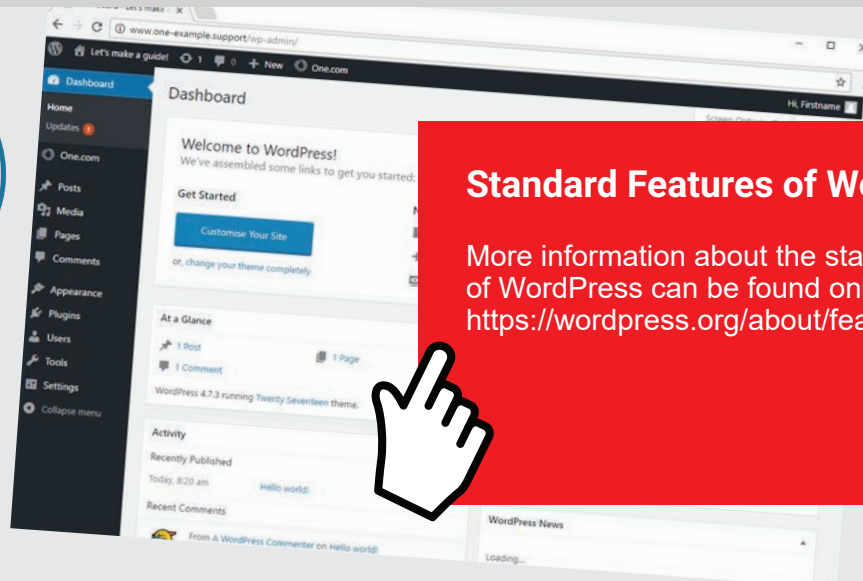 www.one-example.support/wp-admin/
Let's make a guide! 1 0 + New One.com
Hi, Firstname
Dashboard
Home
Updates 1
One.com
Posts
Media
Pages
Comments
Appearance
Plugins
Users
Tools
Settings
Collapse menu
Dashboard
Welcome to WordPress!
We've assembled some links to get you started:
Get Started
Customise Your Site
or, change your theme completely
At a Glance
1 Post
1 Page
1 Comment
WordPress 4.7.3 running Twenty Seventeen theme.
Activity
Recently Published
Today, 8:20 am Hello world!
Recent Comments
From A WordPress Commenter on Hello world!
Standard Features of
More information about the
of WordPress can be found on
https://wordpress.org/about/fea
WordPress News
Loading...